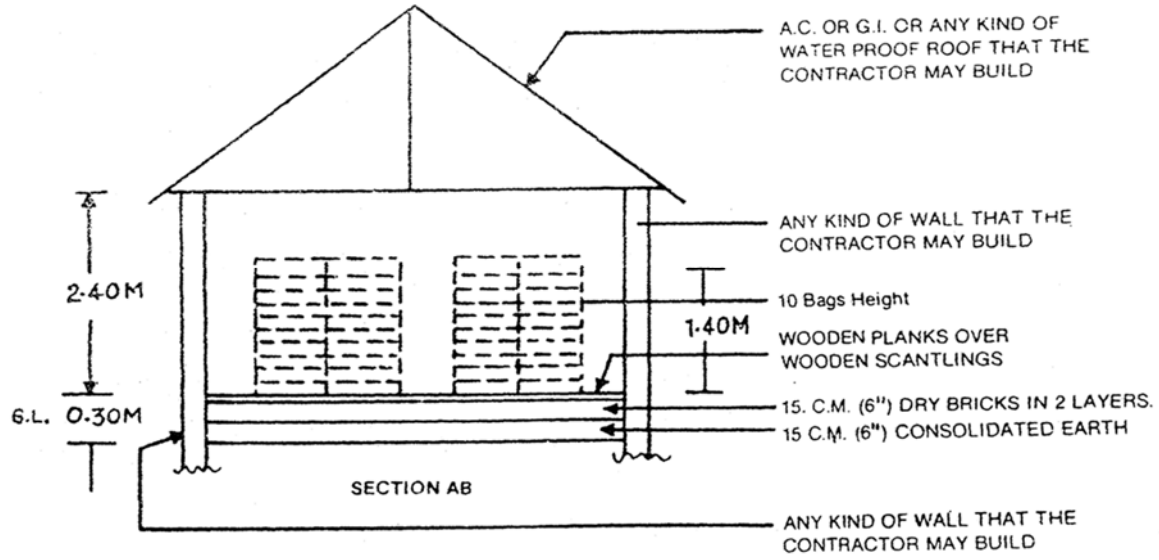 A.C. OR G.I. OR ANY KIND OF
WATER PROOF ROOF THAT THE
CONTRACTOR MAY BUILD
ANY KIND OF WALL THAT THE
CONTRACTOR MAY BUILD
2.40M
10 Bags Height
1.40M
WOODEN PLANKS OVER
WOODEN SCANTLINGS
G.L. 0.30M
15. C.M. (6") DRY BRICKS IN 2 LAYERS.
15 C.M. (6") CONSOLIDATED EARTH
SECTION AB
ANY KIND OF WALL THAT THE
CONTRACTOR MAY BUILD